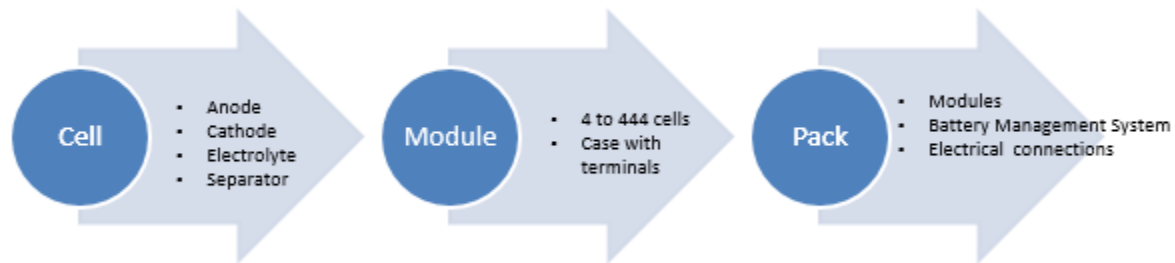 Cell
▪ Anode
▪ Cathode
▪ Electrolyte
▪ Separator
Module
▪ 4 to 444 cells
▪ Case with
terminals
Pack
▪ Modules
▪ Battery Management System
▪ Electrical connections